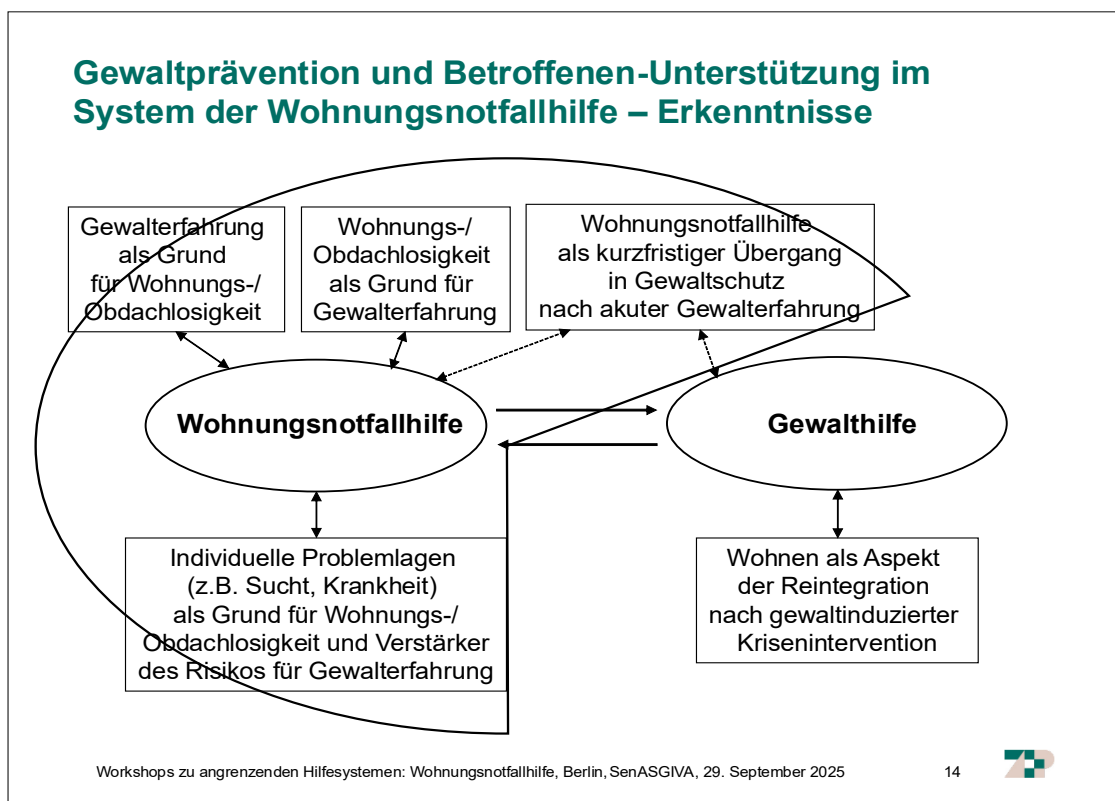 Gewaltprävention und Betroffenen-Unterstützung im
System der Wohnungsnotfallhilfe – Erkenntnisse
Gewalterfahrung
als Grund
für Wohnungs-/
Obdachlosigkeit
Wohnungs-/
Obdachlosigkeit
als Grund für
Gewalterfahrung
Wohnungsnotfallhilfe
als kurzfristiger Übergang
in Gewaltschutz
nach akuter Gewalterfahrung
Wohnungsnotfallhilfe
Gewalthilfe
Individuelle Problemlagen
(z.B. Sucht, Krankheit)
als Grund für Wohnungs-/
Obdachlosigkeit und Verstärker
des Risikos für Gewalterfahrung
Wohnen als Aspekt
der Reintegration
nach gewaltinduzierter
Krisenintervention
Workshops zu angrenzenden Hilfesystemen: Wohnungsnotfallhilfe, Berlin, SenASGIVA, 29. September 2025
14